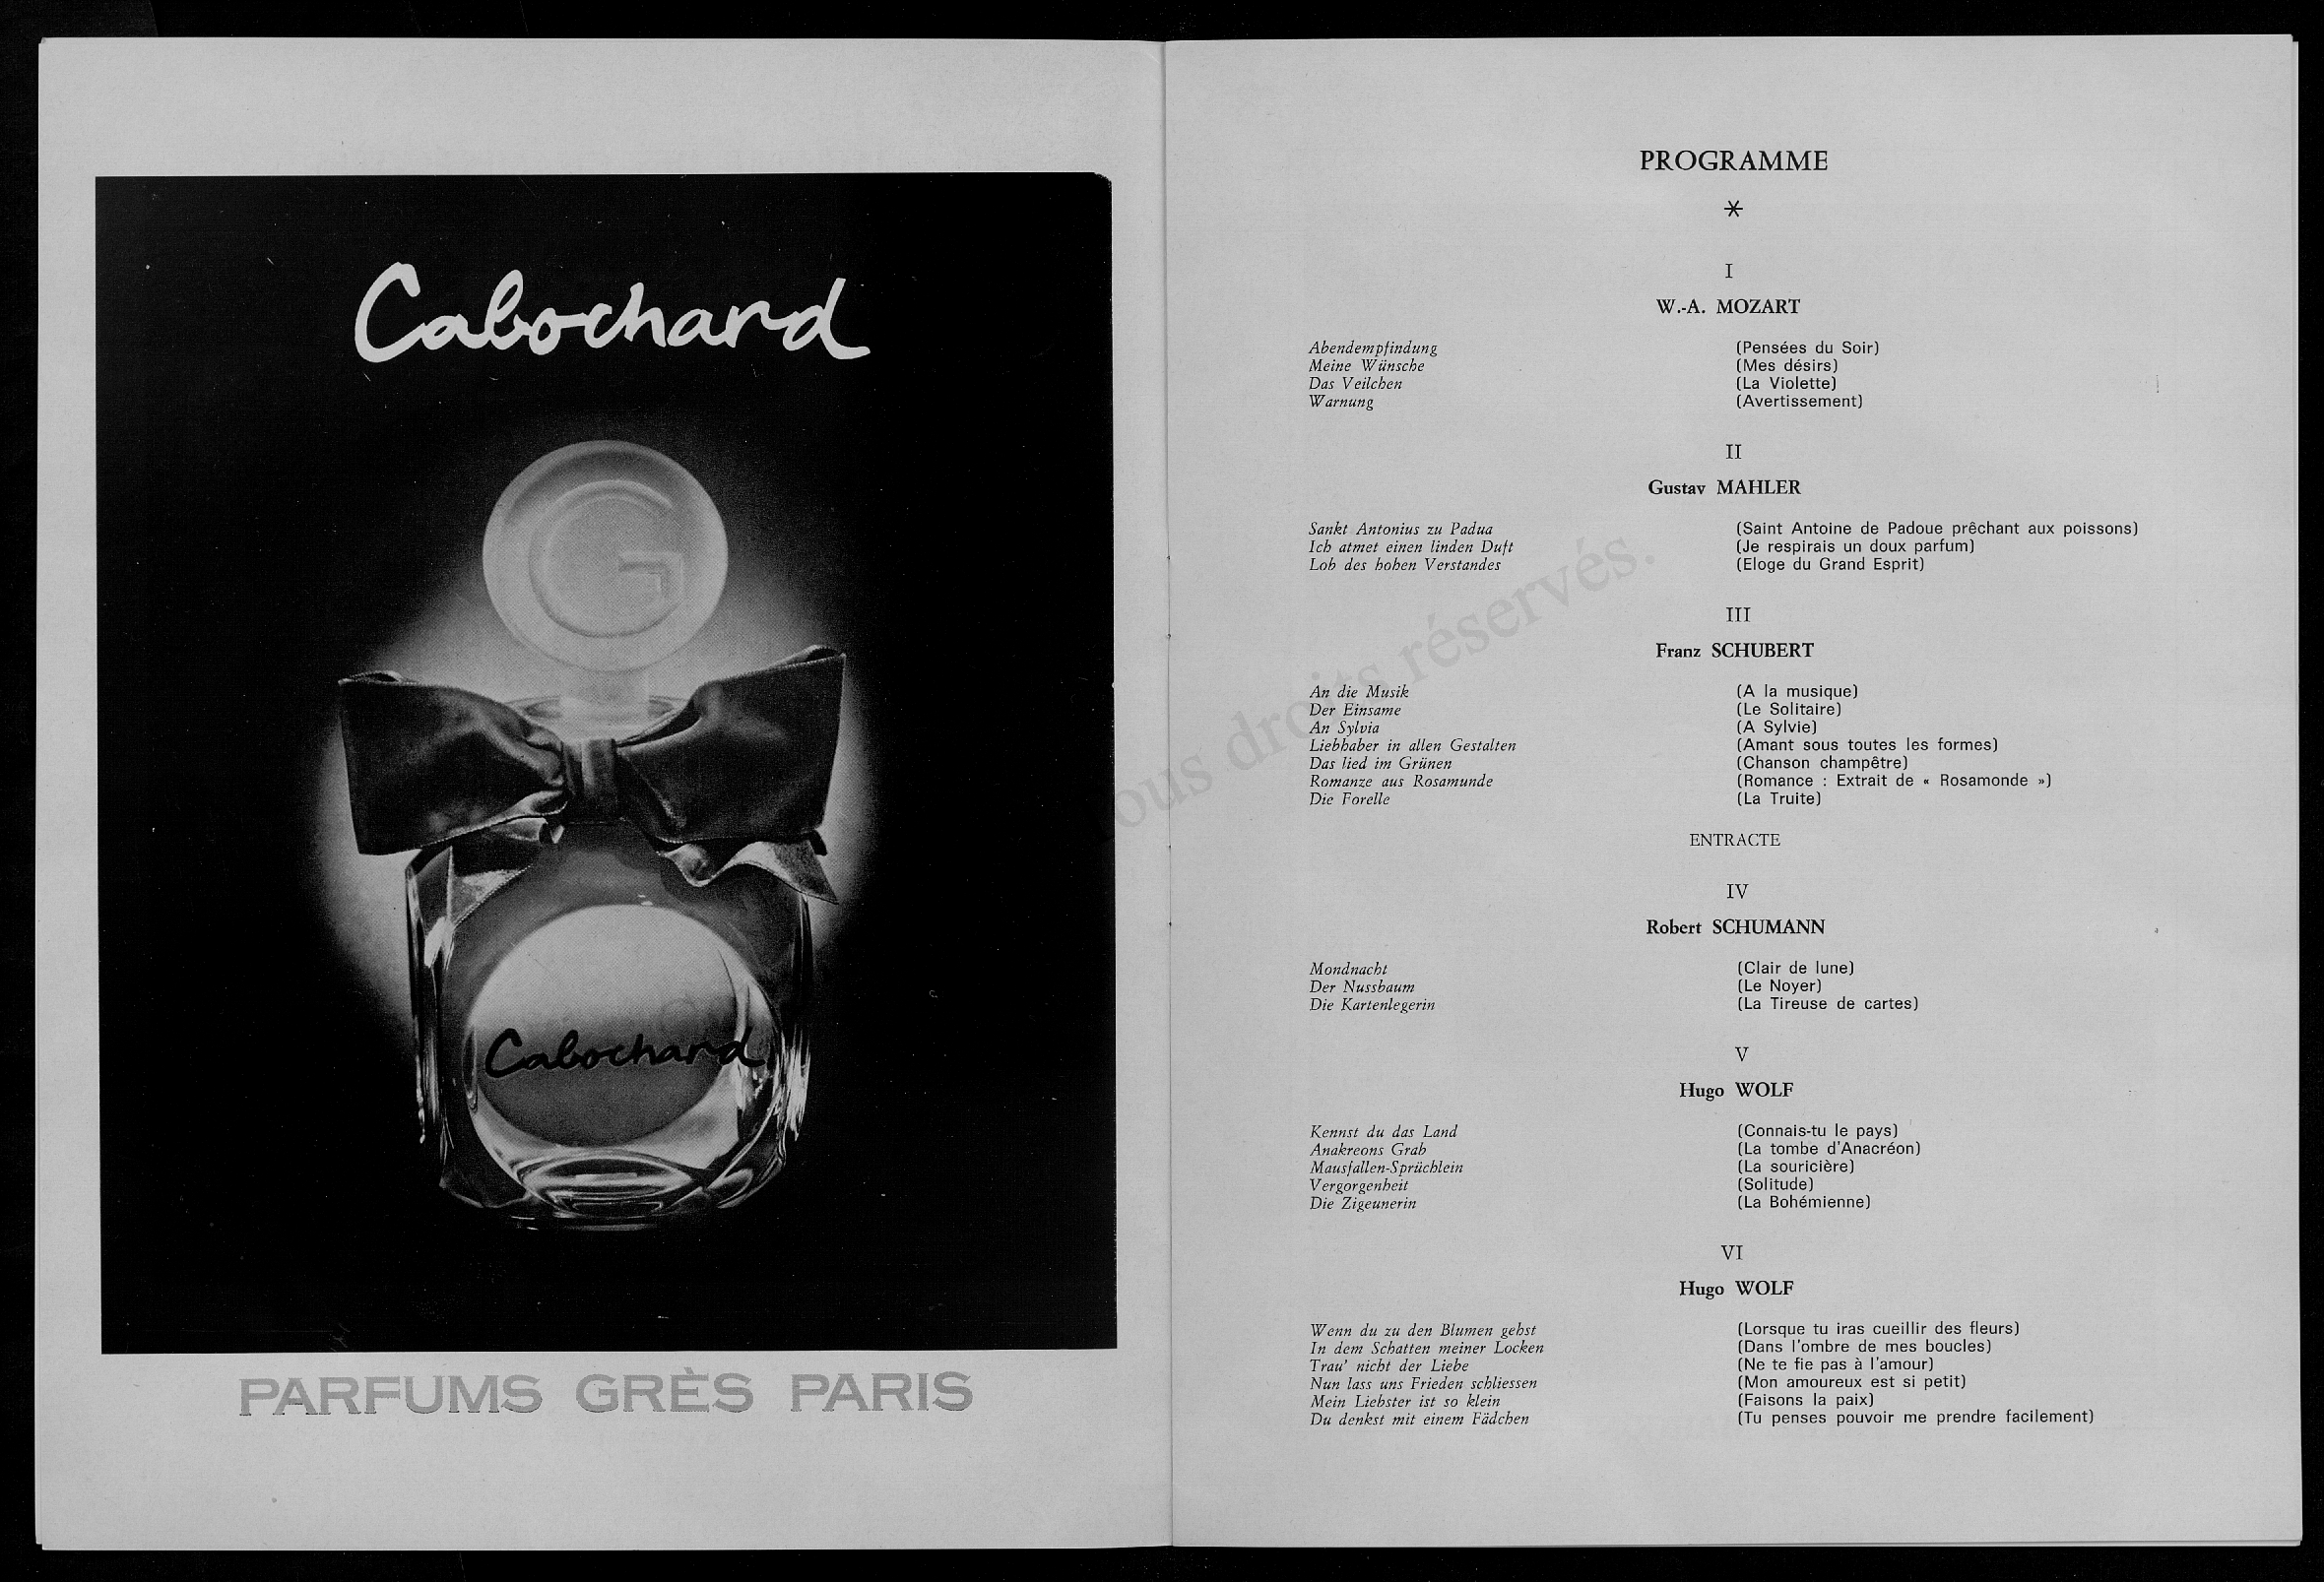 Cabochard
G
Cabochard
PARFUMS GRÈS PARIS
PROGRAMME
*
I
W.-A. MOZART
Abendempfindung (Pensées du Soir)
Meine Wünsche (Mes désirs)
Das Veilchen (La Violette)
Warnung (Avertissement)
II
Gustav MAHLER
Sankt Antonius zu Padua (Saint Antoine de Padoue prêchant aux poissons)
Ich atmet einen linden Duft (Je respirais un doux parfum)
Lob des hohen Verstandes (Eloge du Grand Esprit)
III
Franz SCHUBERT
An die Musik (A la musique)
Der Einsame (Le Solitaire)
An Sylvia (A Sylvie)
Liebhaber in allen Gestalten (Amant sous toutes les formes)
Das lied im Grünen (Chanson champêtre)
Romanze aus Rosamunde (Romance : Extrait de « Rosamonde »)
Die Forelle (La Truite)
ENTRACTE
IV
Robert SCHUMANN
Mondnacht (Clair de lune)
Der Nussbaum (Le Noyer)
Die Kartenlegerin (La Tireuse de cartes)
V
Hugo WOLF
Kennst du das Land (Connais-tu le pays)
Anakreons Grab (La tombe d'Anacréon)
Mausfallen-Sprüchlein (La souricière)
Vergorgenheit (Solitude)
Die Zigeunerin (La Bohémienne)
VI
Hugo WOLF
Wenn du zu den Blumen gehst (Lorsque tu iras cueillir des fleurs)
In dem Schatten meiner Locken (Dans l'ombre de mes boucles)
Trau' nicht der Liebe (Ne te fie pas à l'amour)
Nun lass uns Frieden schliessen (Mon amoureux est si petit)
Mein Liebster ist so klein (Faisons la paix)
Du denkst mit einem Fädchen (Tu penses pouvoir me prendre facilement)
Tous droits réservés.